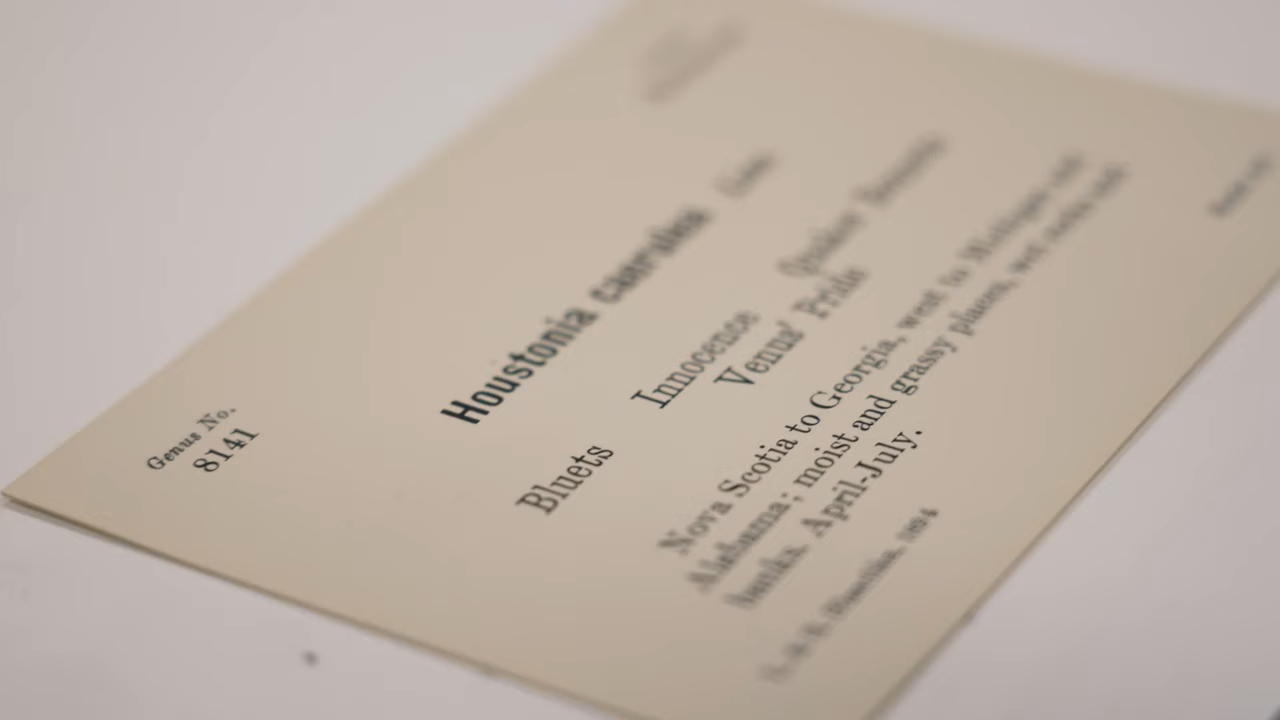 Genus No.
8141
Houstonia caerulea Linn.
Bluets Innocence Quaker Bonnets
Venus' Pride
Nova Scotia to Georgia, west to Michigan and
Alabama; moist and grassy places, wet rocks and
banks. April-July.